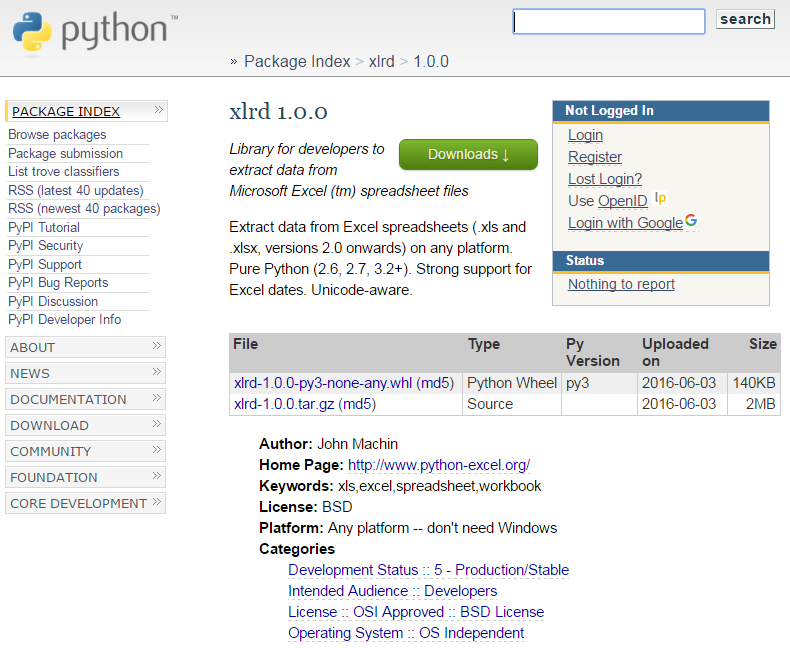 python™
search
» Package Index > xlrd > 1.0.0
PACKAGE INDEX »
Browse packages
Package submission
List trove classifiers
RSS (latest 40 updates)
RSS (newest 40 packages)
PyPI Tutorial
PyPI Security
PyPI Support
PyPI Bug Reports
PyPI Discussion
PyPI Developer Info
ABOUT »
NEWS »
DOCUMENTATION »
DOWNLOAD »
COMMUNITY »
FOUNDATION »
CORE DEVELOPMENT »
xlrd 1.0.0
Downloads ↓
Library for developers to
extract data from
Microsoft Excel (tm) spreadsheet files
Extract data from Excel spreadsheets (.xls and
.xlsx, versions 2.0 onwards) on any platform.
Pure Python (2.6, 2.7, 3.2+). Strong support for
Excel dates. Unicode-aware.
Not Logged In
Login
Register
Lost Login?
Use OpenID lp
Login with Google G
Status
Nothing to report
File Type Py Version Uploaded on Size
xlrd-1.0.0-py3-none-any.whl (md5) Python Wheel py3 2016-06-03 140KB
xlrd-1.0.0.tar.gz (md5) Source 2016-06-03 2MB
Author: John Machin
Home Page: http://www.python-excel.org/
Keywords: xls,excel,spreadsheet,workbook
License: BSD
Platform: Any platform -- don't need Windows
Categories
Development Status :: 5 - Production/Stable
Intended Audience :: Developers
License :: OSI Approved :: BSD License
Operating System :: OS Independent